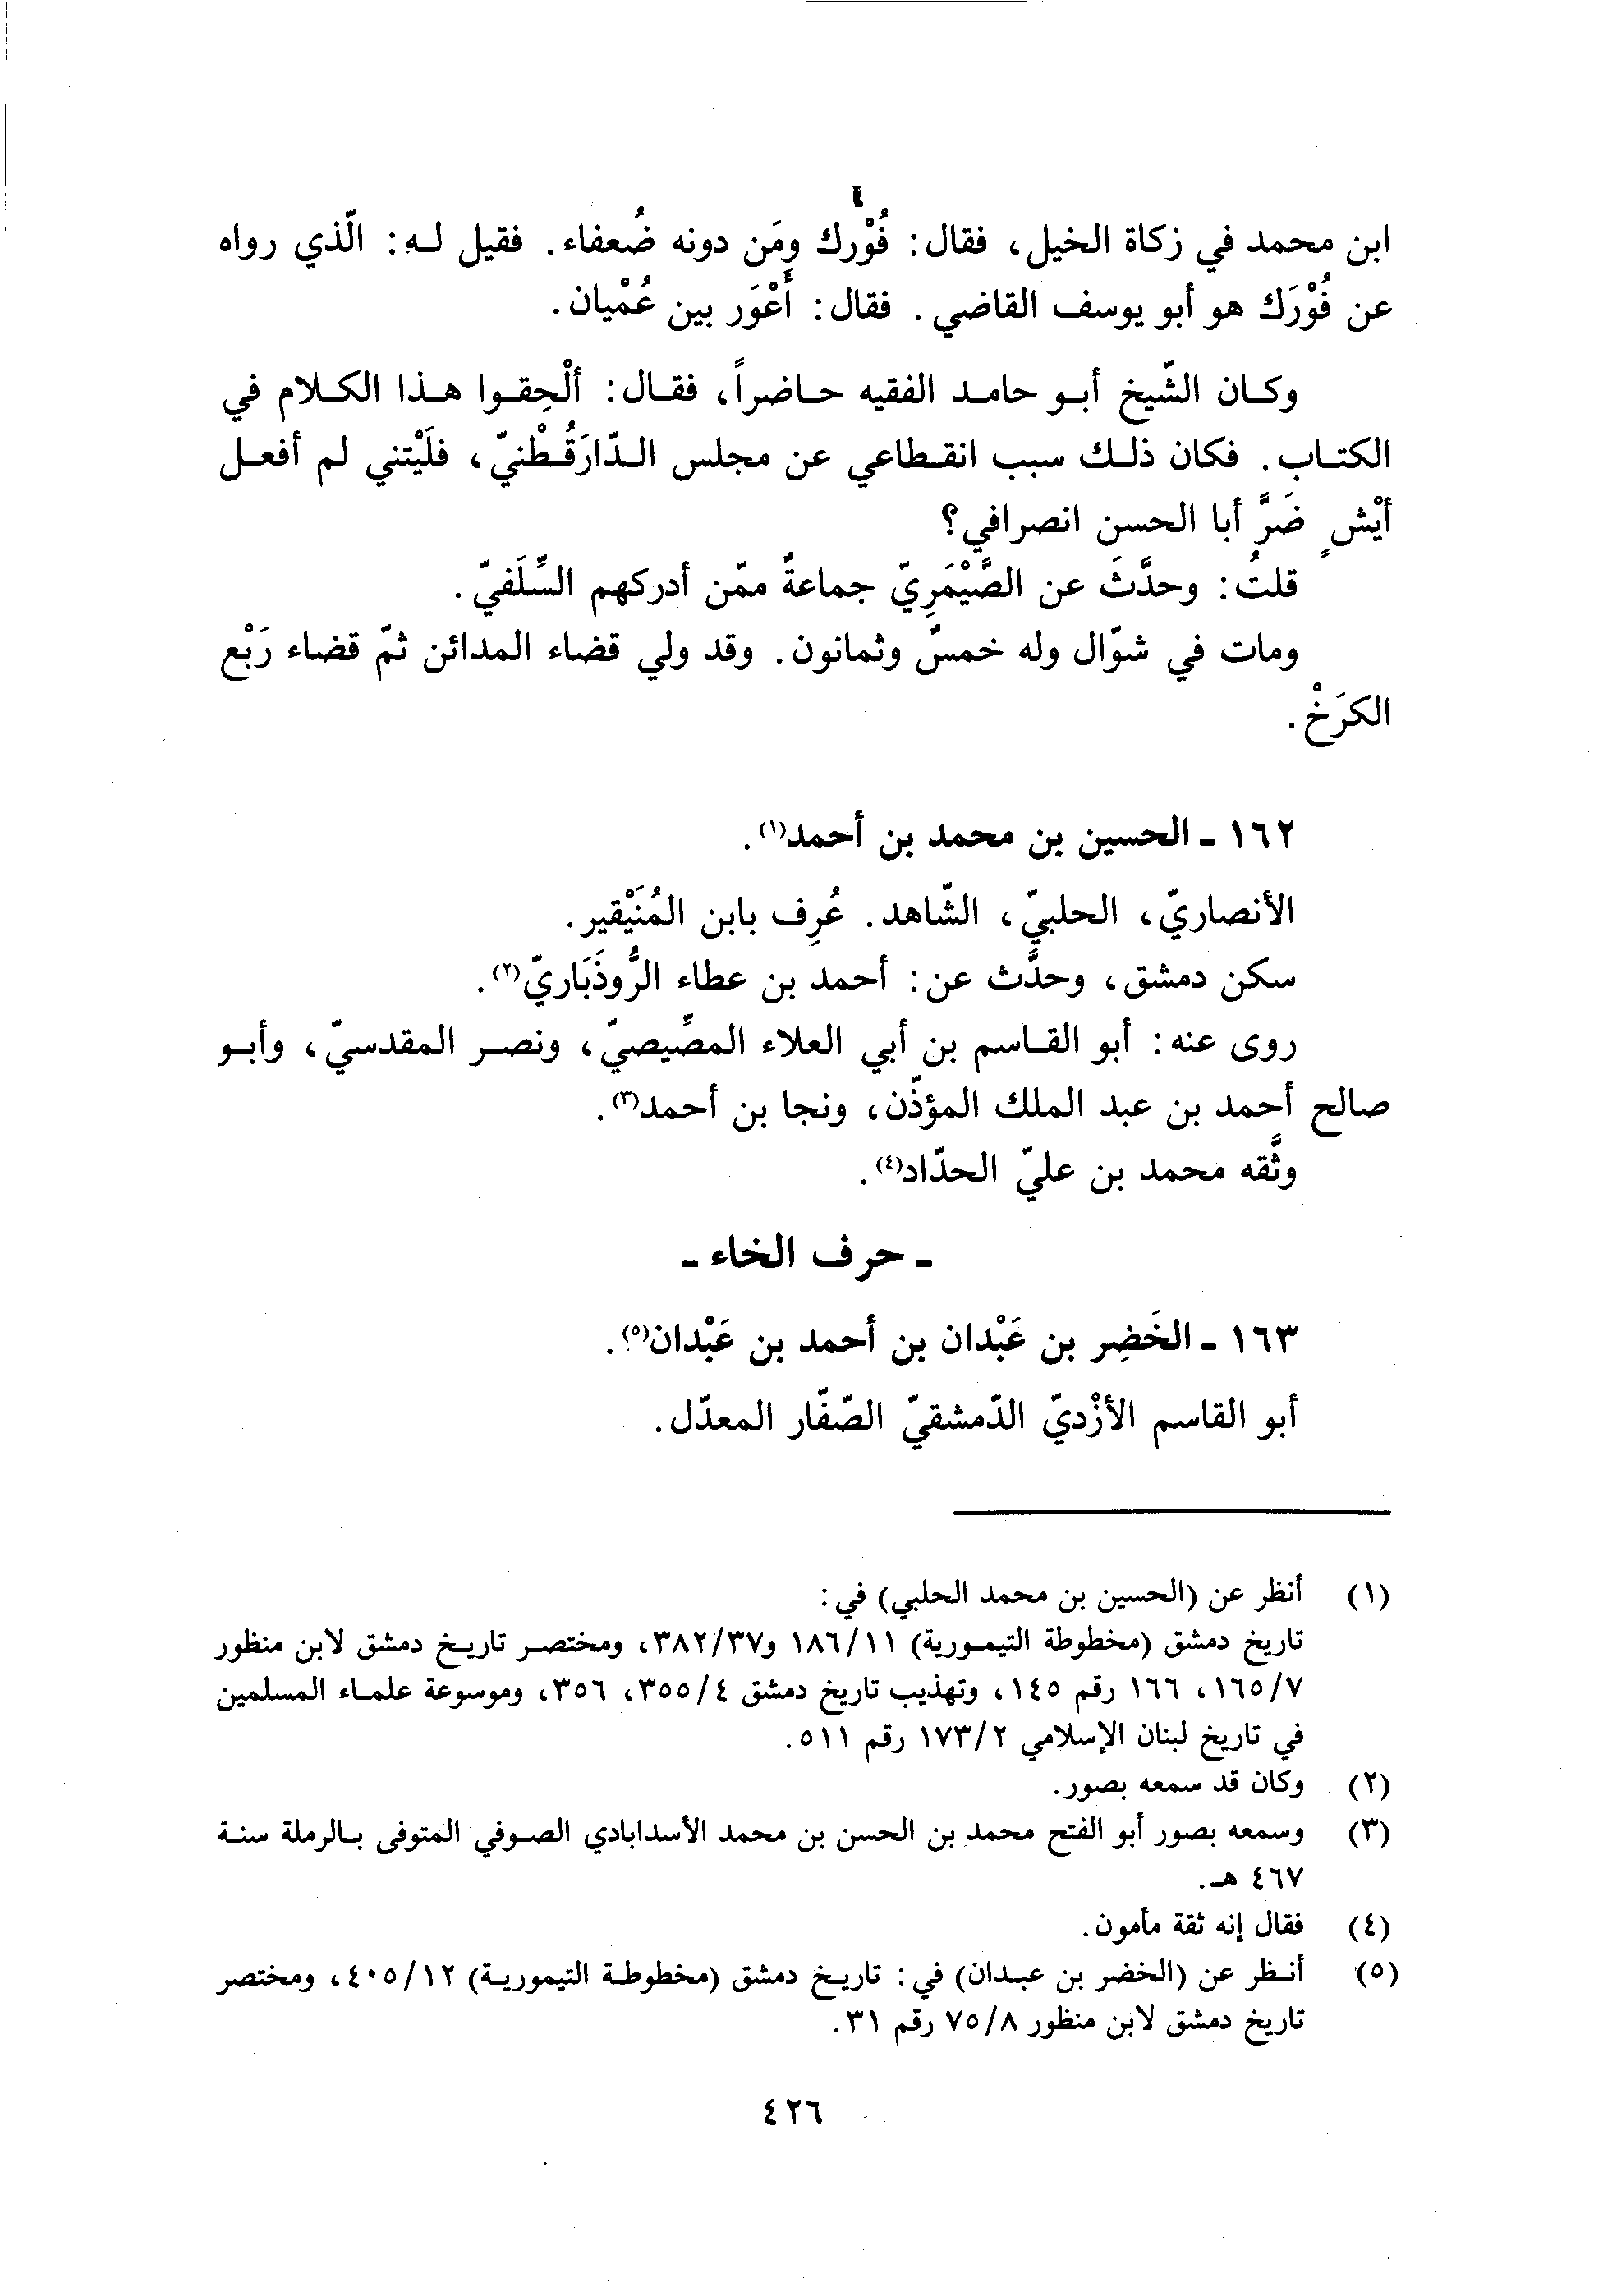 ابن محمد في زكاة الخيل، فقال: فُوْرك ومَن دونه ضُعفاء. فقيل له: الّذي رواه
عن فُوْرَك هو أبو يوسف القاضي. فقال: أَعْوَر بين عُمْيان.
وكان الشّيخ أبو حامد الفقيه حاضراً، فقال: ألْحِقوا هذا الكلام في
الكتاب. فكان ذلك سبب انقطاعي عن مجلس الدّارَقُطْنيّ، فلَيْتني لم أفعل
أيْشٍ ضَرَّ أبا الحسن انصرافي؟
قلتُ: وحدَّثَ عن الصَّيْمَرِيّ جماعةٌ ممّن أدركهم السِّلَفيّ.
ومات في شوّال وله خمسٌ وثمانون. وقد ولي قضاء المدائن ثمّ قضاء رَبْع
الكرَخْ.
١٦٢ ـ الحسين بن محمد بن أحمد(١).
الأنصاريّ، الحلبيّ، الشّاهد. عُرِف بابن المُنَيْقير.
سكن دمشق، وحدَّث عن: أحمد بن عطاء الرُّوذَبَاريّ(٢).
روى عنه: أبو القاسم بن أبي العلاء المصِّيصيّ، ونصر المقدسيّ، وأبو
صالح أحمد بن عبد الملك المؤذّن، ونجا بن أحمد(٣).
وثَّقه محمد بن عليّ الحدّاد(٤).
ـ حرف الخاء ـ
١٦٣ ـ الخَضِر بن عَبْدان بن أحمد بن عَبْدان(٥).
أبو القاسم الأزْديّ الدّمشقيّ الصّفّار المعدّل.
(١) أنظر عن (الحسين بن محمد الحلبي) في:
تاريخ دمشق (مخطوطة التيمورية) ١٨٦/١١ و٣٨٢/٣٧، ومختصر تاريخ دمشق لابن منظور
١٦٥/٧، ١٦٦ رقم ١٤٥، وتهذيب تاريخ دمشق ٣٥٥/٤، ٣٥٦، وموسوعة علماء المسلمين
في تاريخ لبنان الإسلامي ١٧٣/٢ رقم ٥١١.
(٢) وكان قد سمعه بصور.
(٣) وسمعه بصور أبو الفتح محمد بن الحسن بن محمد الأسدابادي الصوفي المتوفى بالرملة سنة
٤٦٧ هـ.
(٤) فقال إنه ثقة مأمون.
(٥) أنظر عن (الخضر بن عبدان) في: تاريخ دمشق (مخطوطة التيمورية) ٤٠٥/١٢، ومختصر
تاريخ دمشق لابن منظور ٧٥/٨ رقم ٣١.
٤٢٦